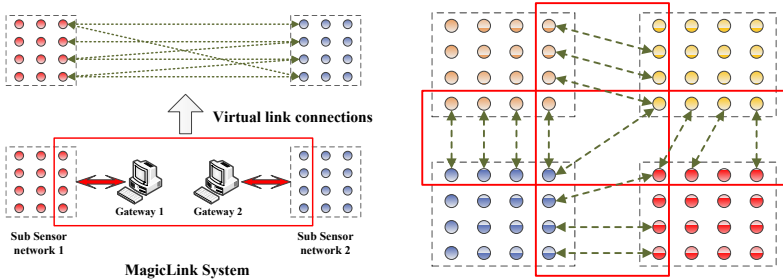 Virtual link connections
Gateway 1
Gateway 2
Sub Sensor
network 1
Sub Sensor
network 2
MagicLink System